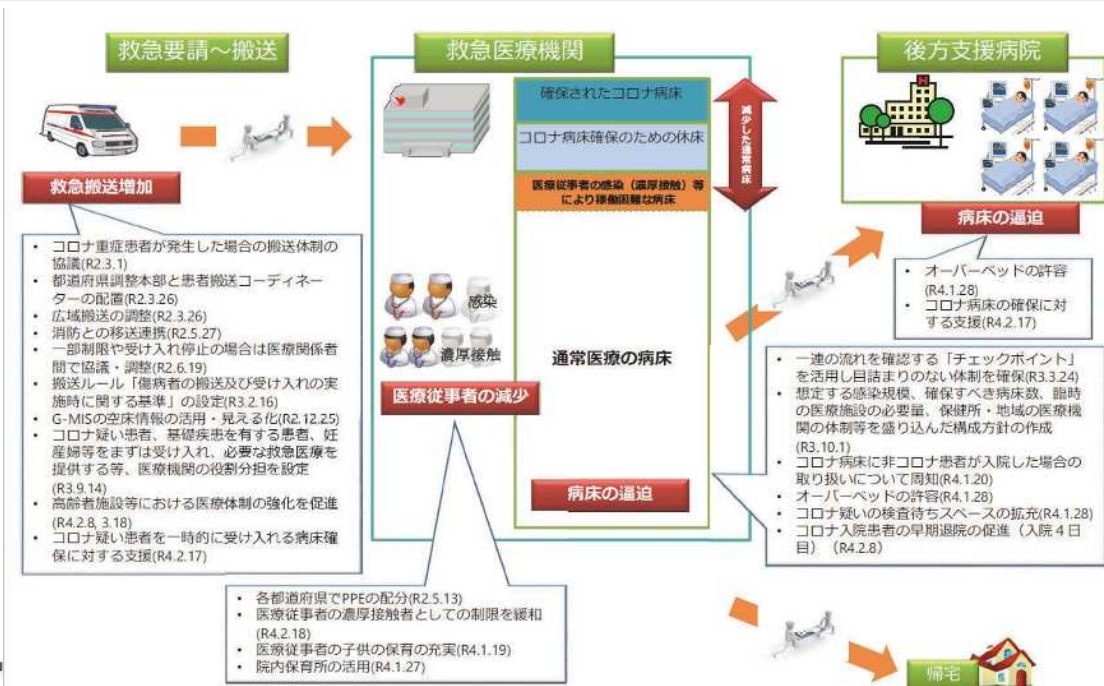 救急要請～搬送
救急搬送増加
• コロナ重症患者が発生した場合の搬送体制の
協議(R2.3.1)
• 都道府県調整本部と患者搬送コーディネー
ターの配置(R2.3.26)
• 広域搬送の調整(R2.3.26)
• 消防との移送連携(R2.5.27)
• 一部制限や受け入れ停止の場合は医療関係者
間で協議・調整(R2.6.19)
• 搬送ルール「傷病者の搬送及び受け入れの実
施時に関する基準」の設定(R3.2.16)
• G-MISの空床情報の活用・見える化(R2.12.25)
• コロナ疑い患者、基礎疾患を有する患者、妊
産婦等をまずは受け入れ、必要な救急医療を
提供する等、医療機関の役割分担を設定
(R3.9.14)
• 高齢者施設等における医療体制の強化を促進
(R4.2.8, 3.18)
• コロナ疑い患者を一時的に受け入れる病床確
保に対する支援(R4.2.17)
救急医療機関
確保されたコロナ病床
コロナ病床確保のための休床
医療従事者の感染（濃厚接触）等
により稼働困難な病床
減少した通常病床
感染
濃厚接触
通常医療の病床
医療従事者の減少
病床の逼迫
• 各都道府県でPPEの配分(R2.5.13)
• 医療従事者の濃厚接触者としての制限を緩和
(R4.2.18)
• 医療従事者の子供の保育の充実(R4.1.19)
• 院内保育所の活用(R4.1.27)
後方支援病院
H
病床の逼迫
• オーバーベッドの許容
(R4.1.28)
• コロナ病床の確保に対
する支援(R4.2.17)
• 一連の流れを確認する「チェックポイント」
を活用し目詰まりのない体制を確保(R3.3.24)
• 想定する感染規模、確保すべき病床数、臨時
の医療施設の必要量、保健所・地域の医療機
関の体制等を盛り込んだ構成方針の作成
(R3.10.1)
• コロナ病床に非コロナ患者が入院した場合の
取り扱いについて周知(R4.1.20)
• オーバーベッドの許容(R4.1.28)
• コロナ疑いの検査待ちスペースの拡充(R4.1.28)
• コロナ入院患者の早期退院の促進（入院４日
目）（R4.2.8）
帰宅